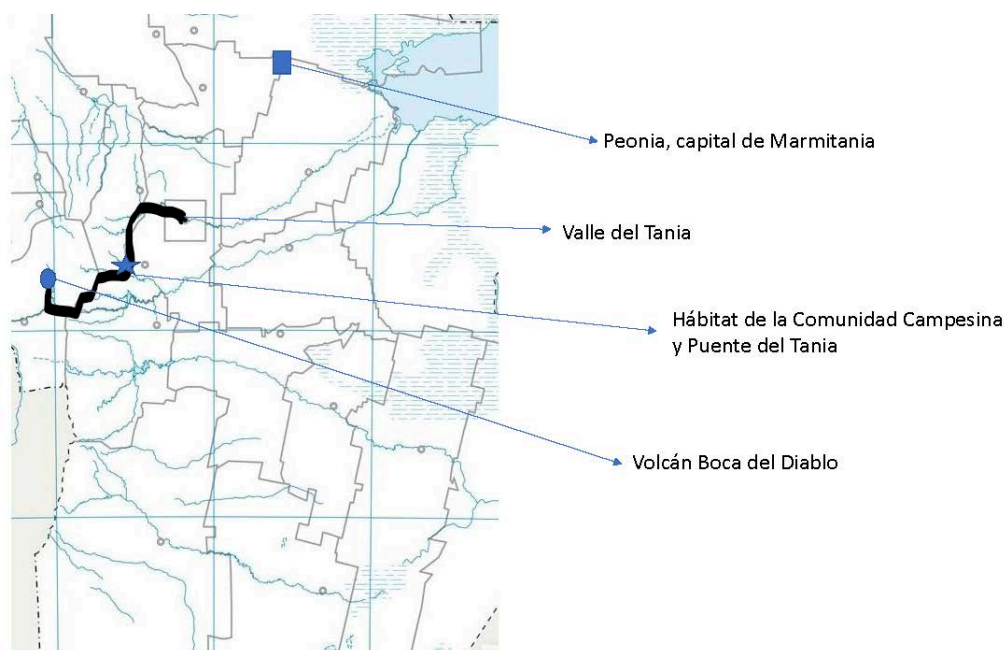 Peonia, capital de Marmitania
Valle del Tania
Hábitat de la Comunidad Campesina
y Puente del Tania
Volcán Boca del Diablo